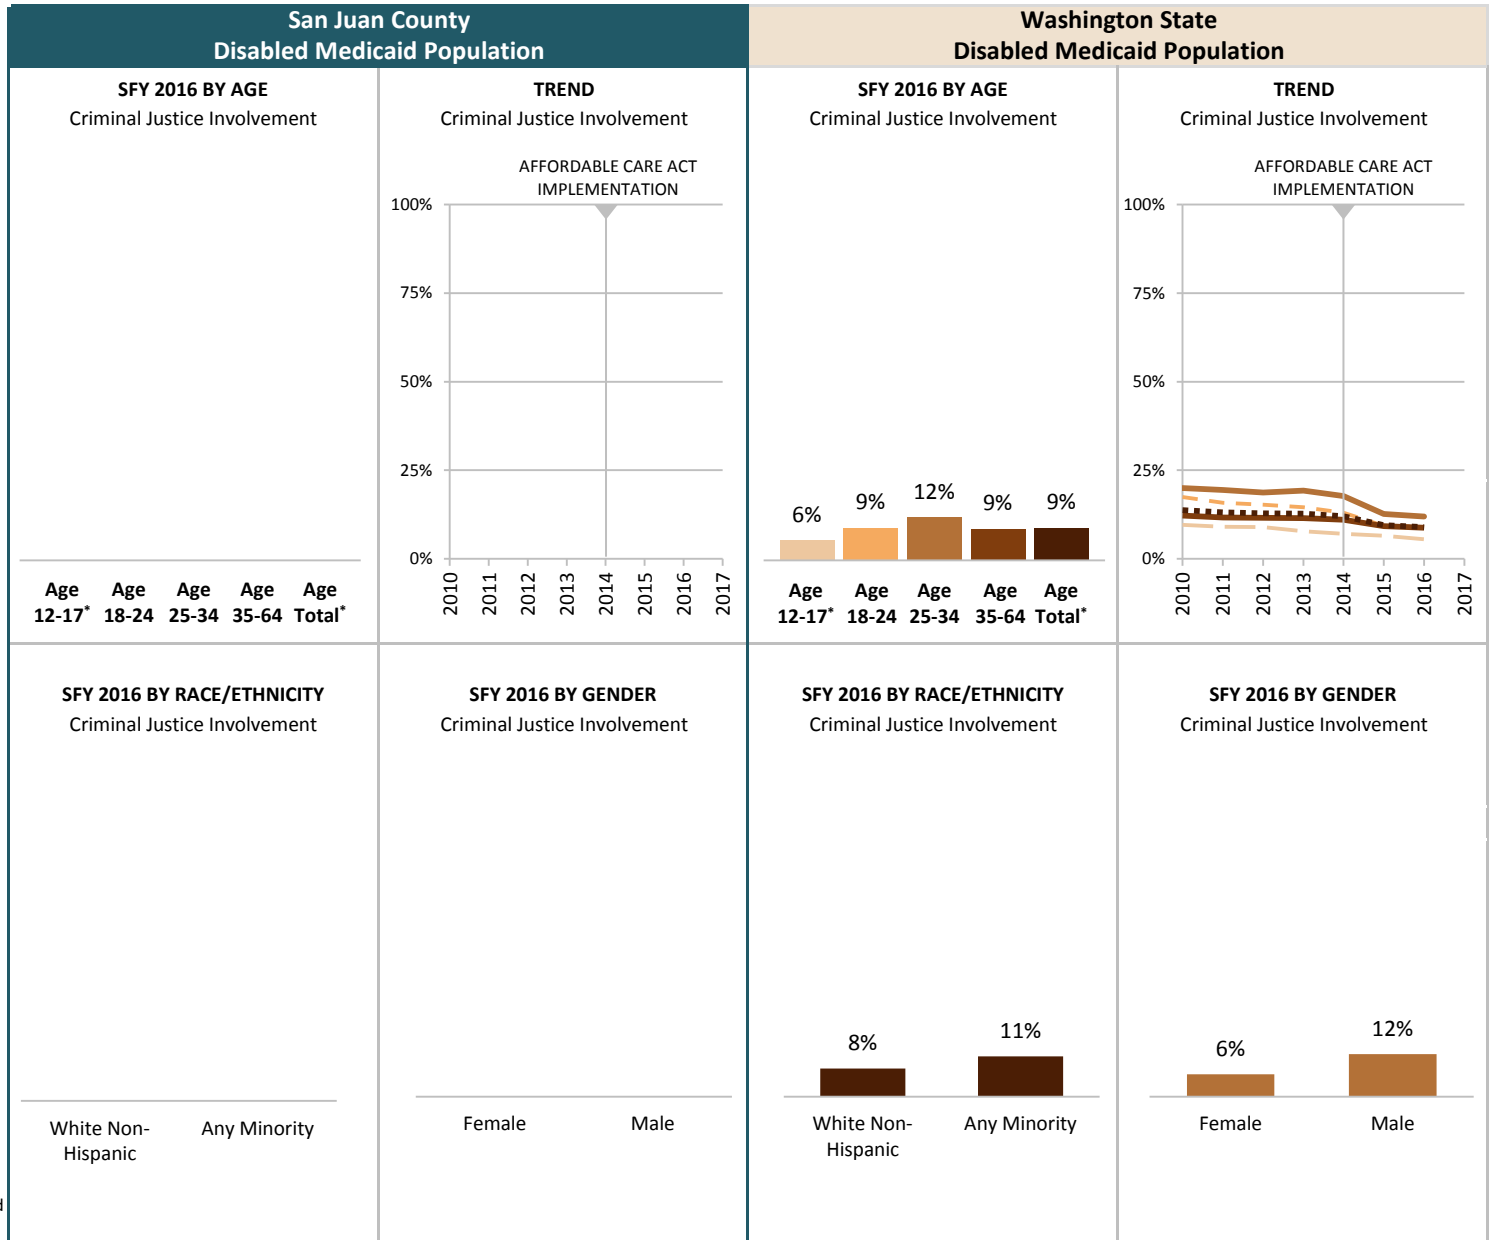 San Juan County
Disabled Medicaid Population
Washington State
Disabled Medicaid Population
SFY 2016 BY AGE
Criminal Justice Involvement
Age 12-17*
Age 18-24
Age 25-34
Age 35-64
Age Total*
TREND
Criminal Justice Involvement
AFFORDABLE CARE ACT
IMPLEMENTATION
100%
75%
50%
25%
0%
2010
2011
2012
2013
2014
2015
2016
2017
SFY 2016 BY AGE
Criminal Justice Involvement
6%
9%
12%
9%
9%
Age 12-17*
Age 18-24
Age 25-34
Age 35-64
Age Total*
TREND
Criminal Justice Involvement
AFFORDABLE CARE ACT
IMPLEMENTATION
100%
75%
50%
25%
0%
2010
2011
2012
2013
2014
2015
2016
2017
SFY 2016 BY RACE/ETHNICITY
Criminal Justice Involvement
White Non-
Hispanic
Any Minority
SFY 2016 BY GENDER
Criminal Justice Involvement
Female
Male
SFY 2016 BY RACE/ETHNICITY
Criminal Justice Involvement
8%
11%
White Non-
Hispanic
Any Minority
SFY 2016 BY GENDER
Criminal Justice Involvement
6%
12%
Female
Male